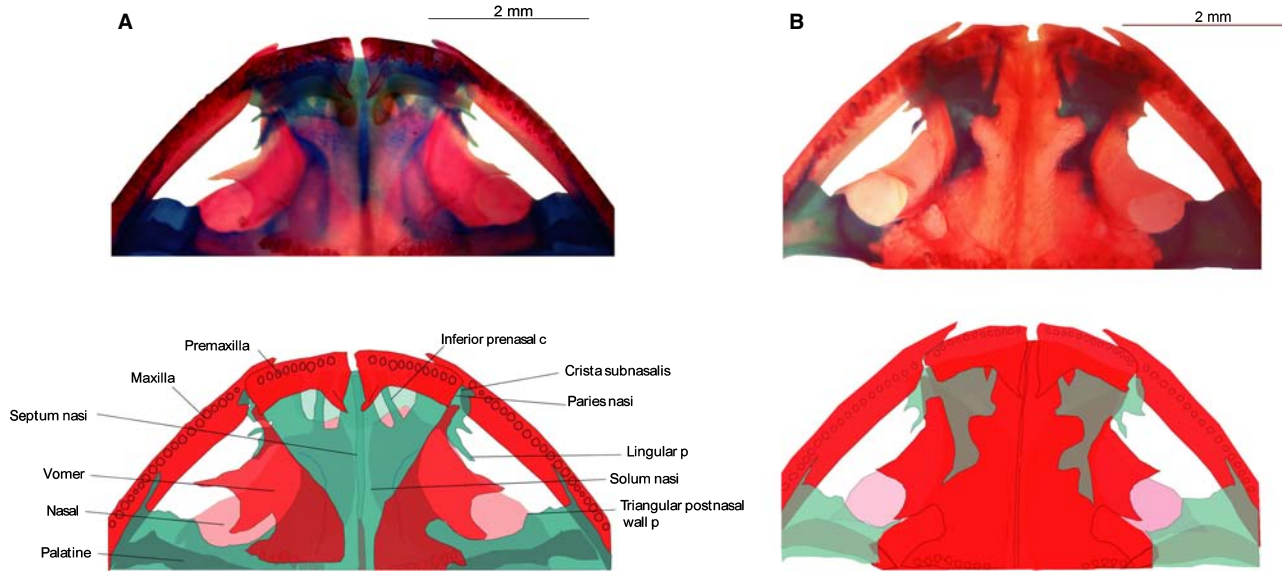 A
2 mm
B
2 mm
Premaxilla
Inferior prenasal c
Maxilla
Crista subnasalis
Paries nasi
Septum nasi
Lingular p
Vomer
Solum nasi
Nasal
Triangular postnasal
wall p
Palatine